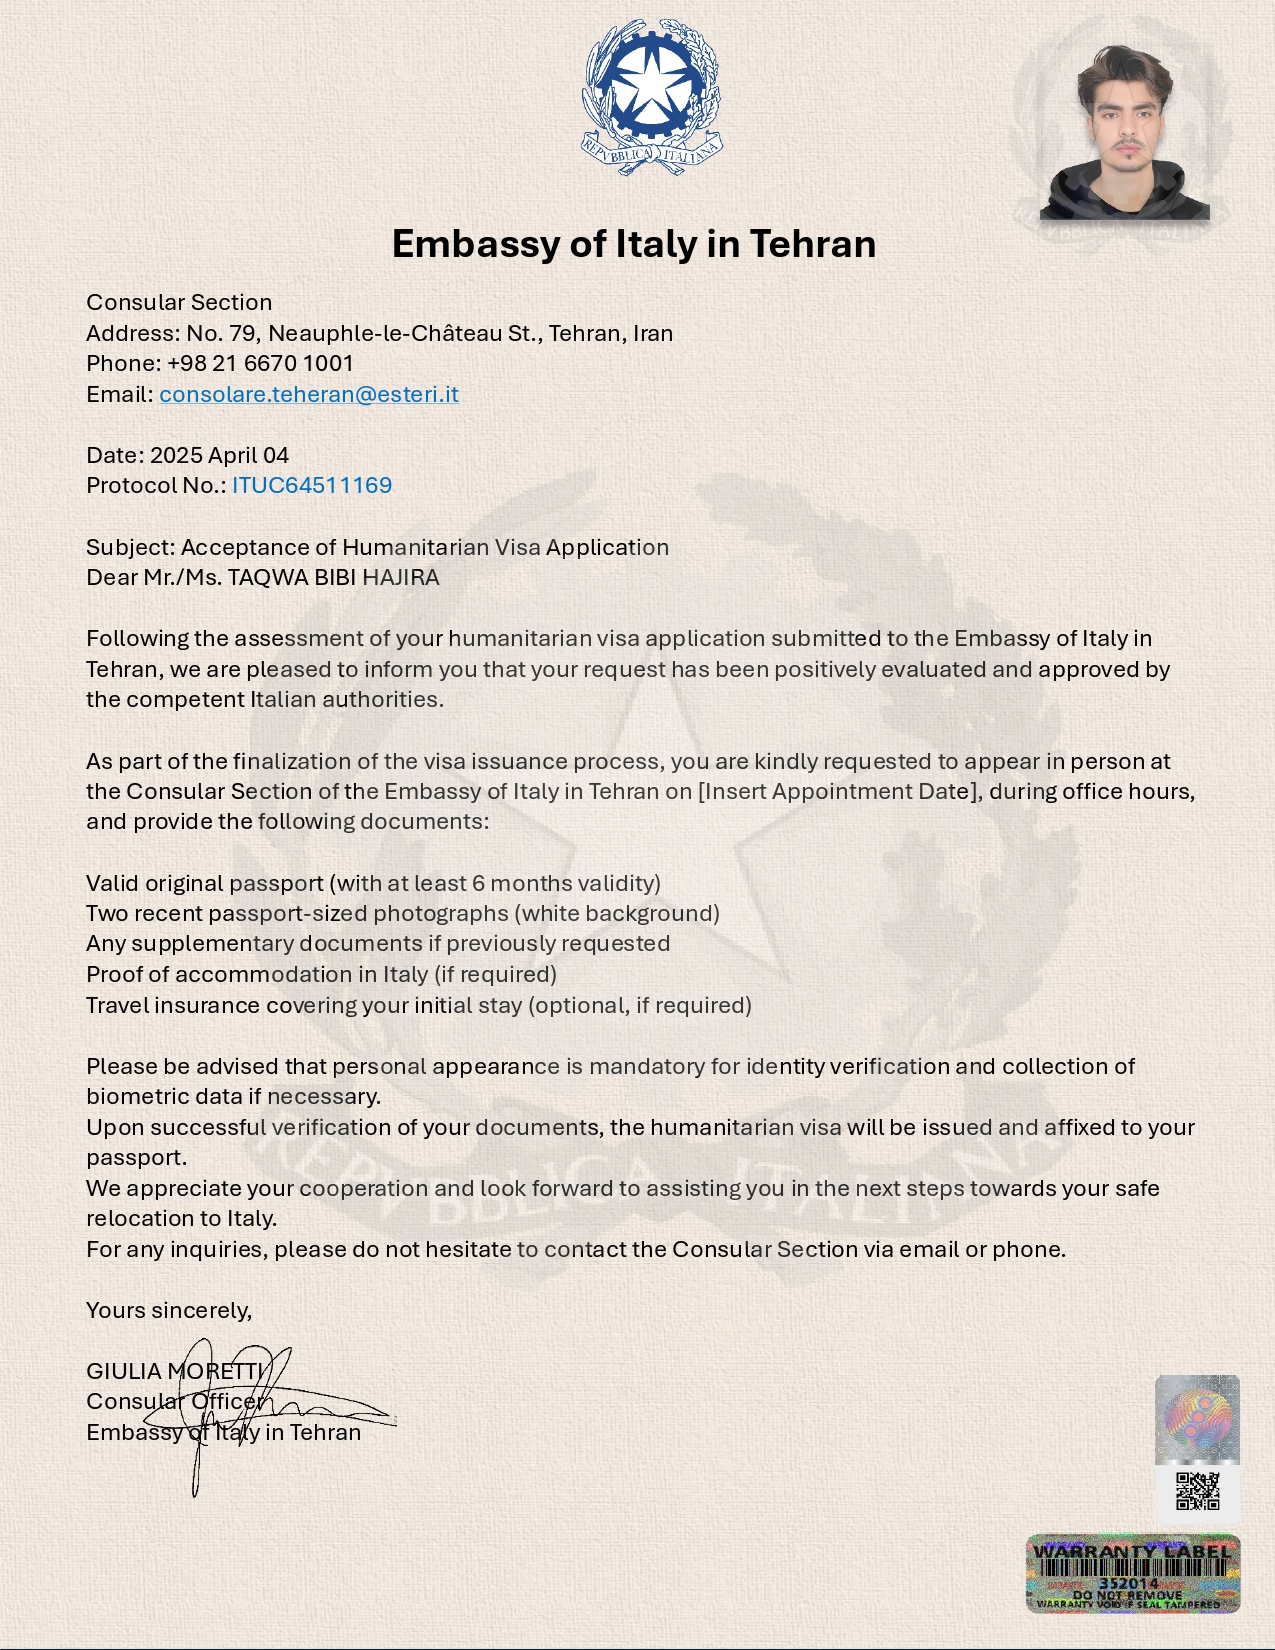 REPVBBLICA ITALIANA
Embassy of Italy in Tehran
Consular Section
Address: No. 79, Neauphle-le-Château St., Tehran, Iran
Phone: +98 21 6670 1001
Email: consolare.teheran@esteri.it
Date: 2025 April 04
Protocol No.: ITUC64511169
Subject: Acceptance of Humanitarian Visa Application
Dear Mr./Ms. TAQWA BIBI HAJIRA
Following the assessment of your humanitarian visa application submitted to the Embassy of Italy in
Tehran, we are pleased to inform you that your request has been positively evaluated and approved by
the competent Italian authorities.
As part of the finalization of the visa issuance process, you are kindly requested to appear in person at
the Consular Section of the Embassy of Italy in Tehran on [Insert Appointment Date], during office hours,
and provide the following documents:
Valid original passport (with at least 6 months validity)
Two recent passport-sized photographs (white background)
Any supplementary documents if previously requested
Proof of accommodation in Italy (if required)
Travel insurance covering your initial stay (optional, if required)
Please be advised that personal appearance is mandatory for identity verification and collection of
biometric data if necessary.
Upon successful verification of your documents, the humanitarian visa will be issued and affixed to your
passport.
REPVBBLICA ITALIANA
We appreciate your cooperation and look forward to assisting you in the next steps towards your safe
relocation to Italy.
For any inquiries, please do not hesitate to contact the Consular Section via email or phone.
Yours sincerely,
GIULIA MORETTI
Consular Officer
Embassy of Italy in Tehran
WARRANTY LABEL
352014
DO NOT REMOVE
WARRANTY VOID IF SEAL TAMPERED